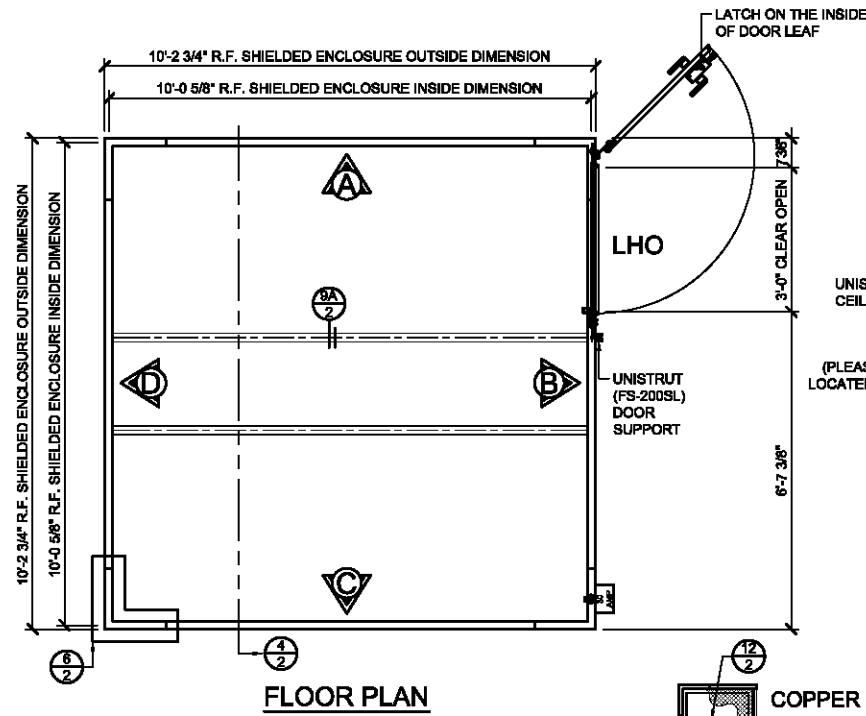 LATCH ON THE INSIDE
OF DOOR LEAF
10'-2 3/4" R.F. SHIELDED ENCLOSURE OUTSIDE DIMENSION
10'-0 5/8" R.F. SHIELDED ENCLOSURE INSIDE DIMENSION
10'-2 3/4" R.F. SHIELDED ENCLOSURE OUTSIDE DIMENSION
10'-0 5/8" R.F. SHIELDED ENCLOSURE INSIDE DIMENSION
A
LHO
3'-0" CLEAR OPEN
9A
2
UNIS
CEIL
D
B
(PLEAS
LOCATE
UNISTRUT
(FS-200SL)
DOOR
SUPPORT
6'-7 3/8"
C
AMP
6
2
4
2
FLOOR PLAN
12
2
COPPER